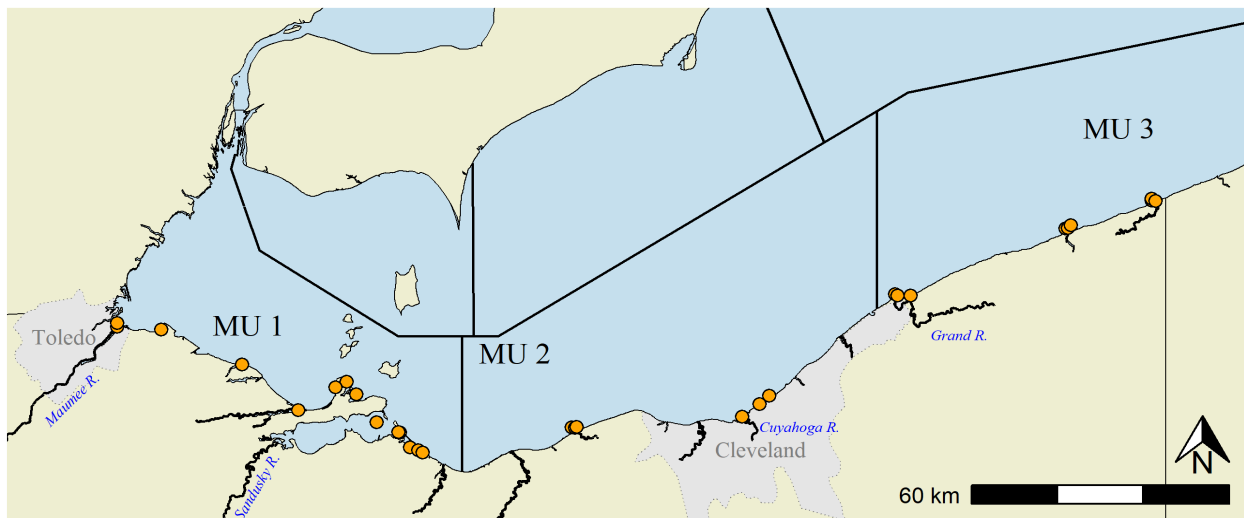 MU 3
MU 1
Toledo
MU 2
Grand R.
Maumee R.
Cuyahoga R.
Cleveland
Sandusky R.
N
60 km